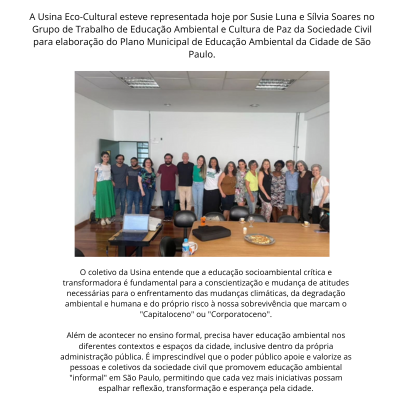 A Usina Eco-Cultural esteve representada hoje por Susie Luna e Sílvia Soares no
Grupo de Trabalho de Educação Ambiental e Cultura de Paz da Sociedade Civil
para elaboração do Plano Municipal de Educação Ambiental da Cidade de São
Paulo.
O coletivo da Usina entende que a educação socioambiental crítica e
transformadora é fundamental para a conscientização e mudança de atitudes
necessárias para o enfrentamento das mudanças climáticas, da degradação
ambiental e humana e do próprio risco à nossa sobrevivência que marcam o
"Capitaloceno" ou "Corporatoceno".
Além de acontecer no ensino formal, precisa haver educação ambiental nos
diferentes contextos e espaços da cidade, inclusive dentro da própria
administração pública. É imprescindível que o poder público apoie e valorize as
pessoas e coletivos da sociedade civil que promovem educação ambiental
"informal" em São Paulo, permitindo que cada vez mais iniciativas possam
espalhar reflexão, transformação e esperança pela cidade.